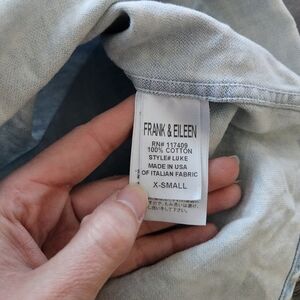 FRANK & EILEEN
RN# 117409
100% COTTON
STYLE# LUKE
MADE IN USA
OF ITALIAN FABRIC
X-SMALL